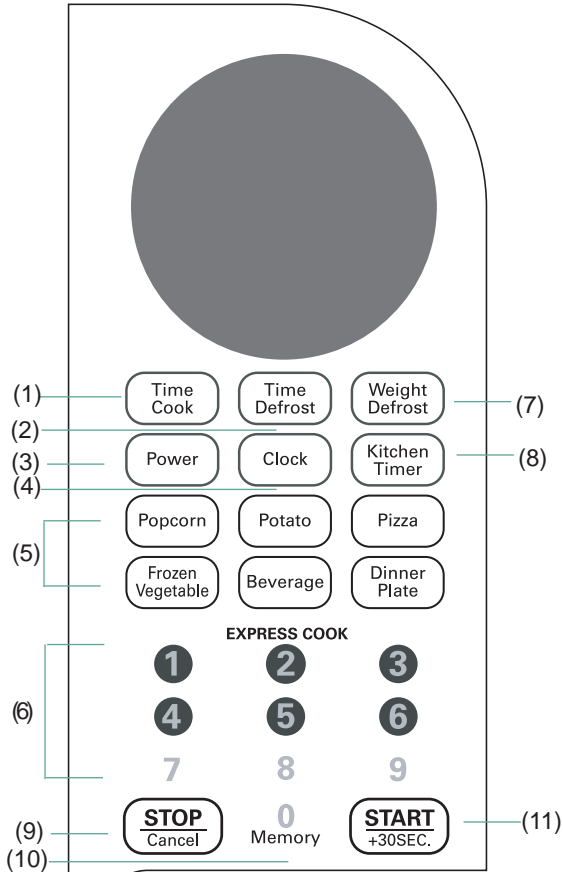 (1)
Time
Cook
Time
Defrost
Weight
Defrost
(7)
(2)
(3)
Power
Clock
Kitchen
Timer
(8)
(4)
Popcorn
Potato
Pizza
(5)
Frozen
Vegetable
Beverage
Dinner
Plate
EXPRESS COOK
1 2 3
(6)
4 5 6
7 8 9
(9)
STOP
Cancel
0
Memory
START
+30SEC.
(11)
(10)